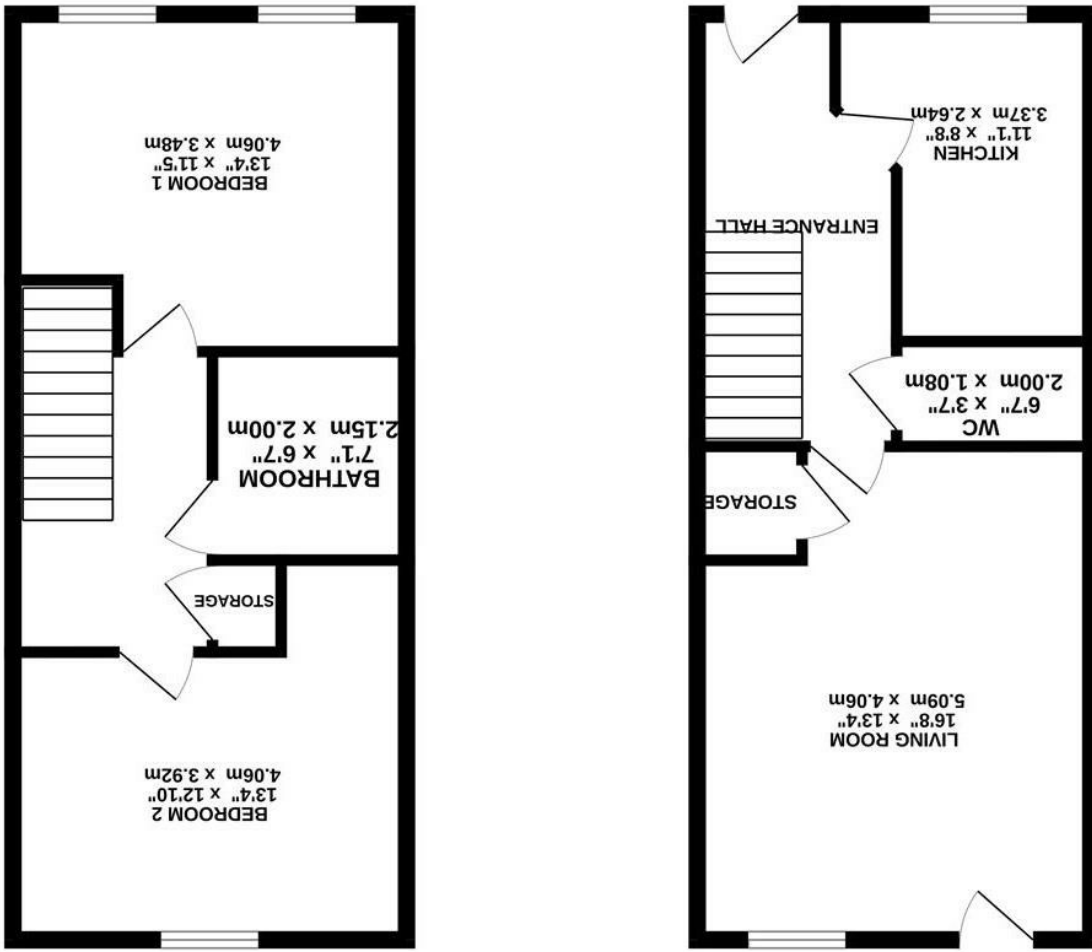 LIVING ROOM
16'8" x 13'4"
5.09m x 4.06m
STORAGE
WC
6'7" x 3'7"
2.00m x 1.08m
ENTRANCE HALL
KITCHEN
11'1" x 8'8"
3.37m x 2.64m
BEDROOM 2
13'4" x 12'10"
4.06m x 3.92m
STORAGE
BATHROOM
7'1" x 6'7"
2.15m x 2.00m
BEDROOM 1
13'4" x 11'5"
4.06m x 3.48m